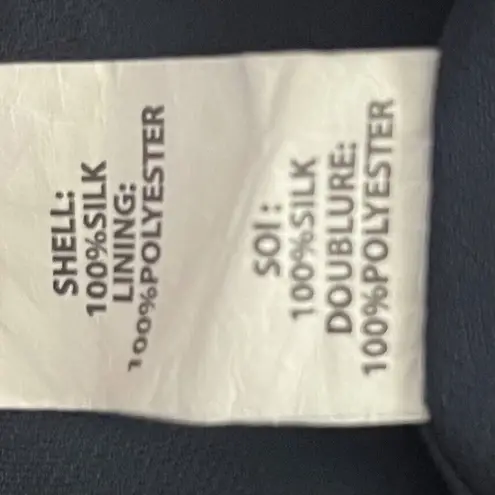 SHELL:
100%SILK
LINING:
100%POLYESTER
SOI :
100%SILK
DOUBLURE:
100%POLYESTER